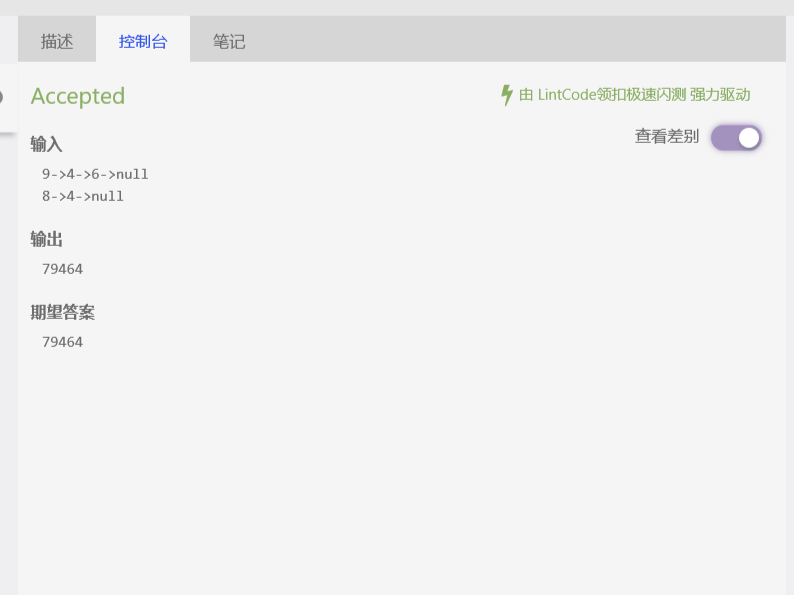 描述 控制台 笔记
Accepted
由 LintCode领扣极速闪测 强力驱动
查看差别
输入
9->4->6->null
8->4->null
输出
79464
期望答案
79464